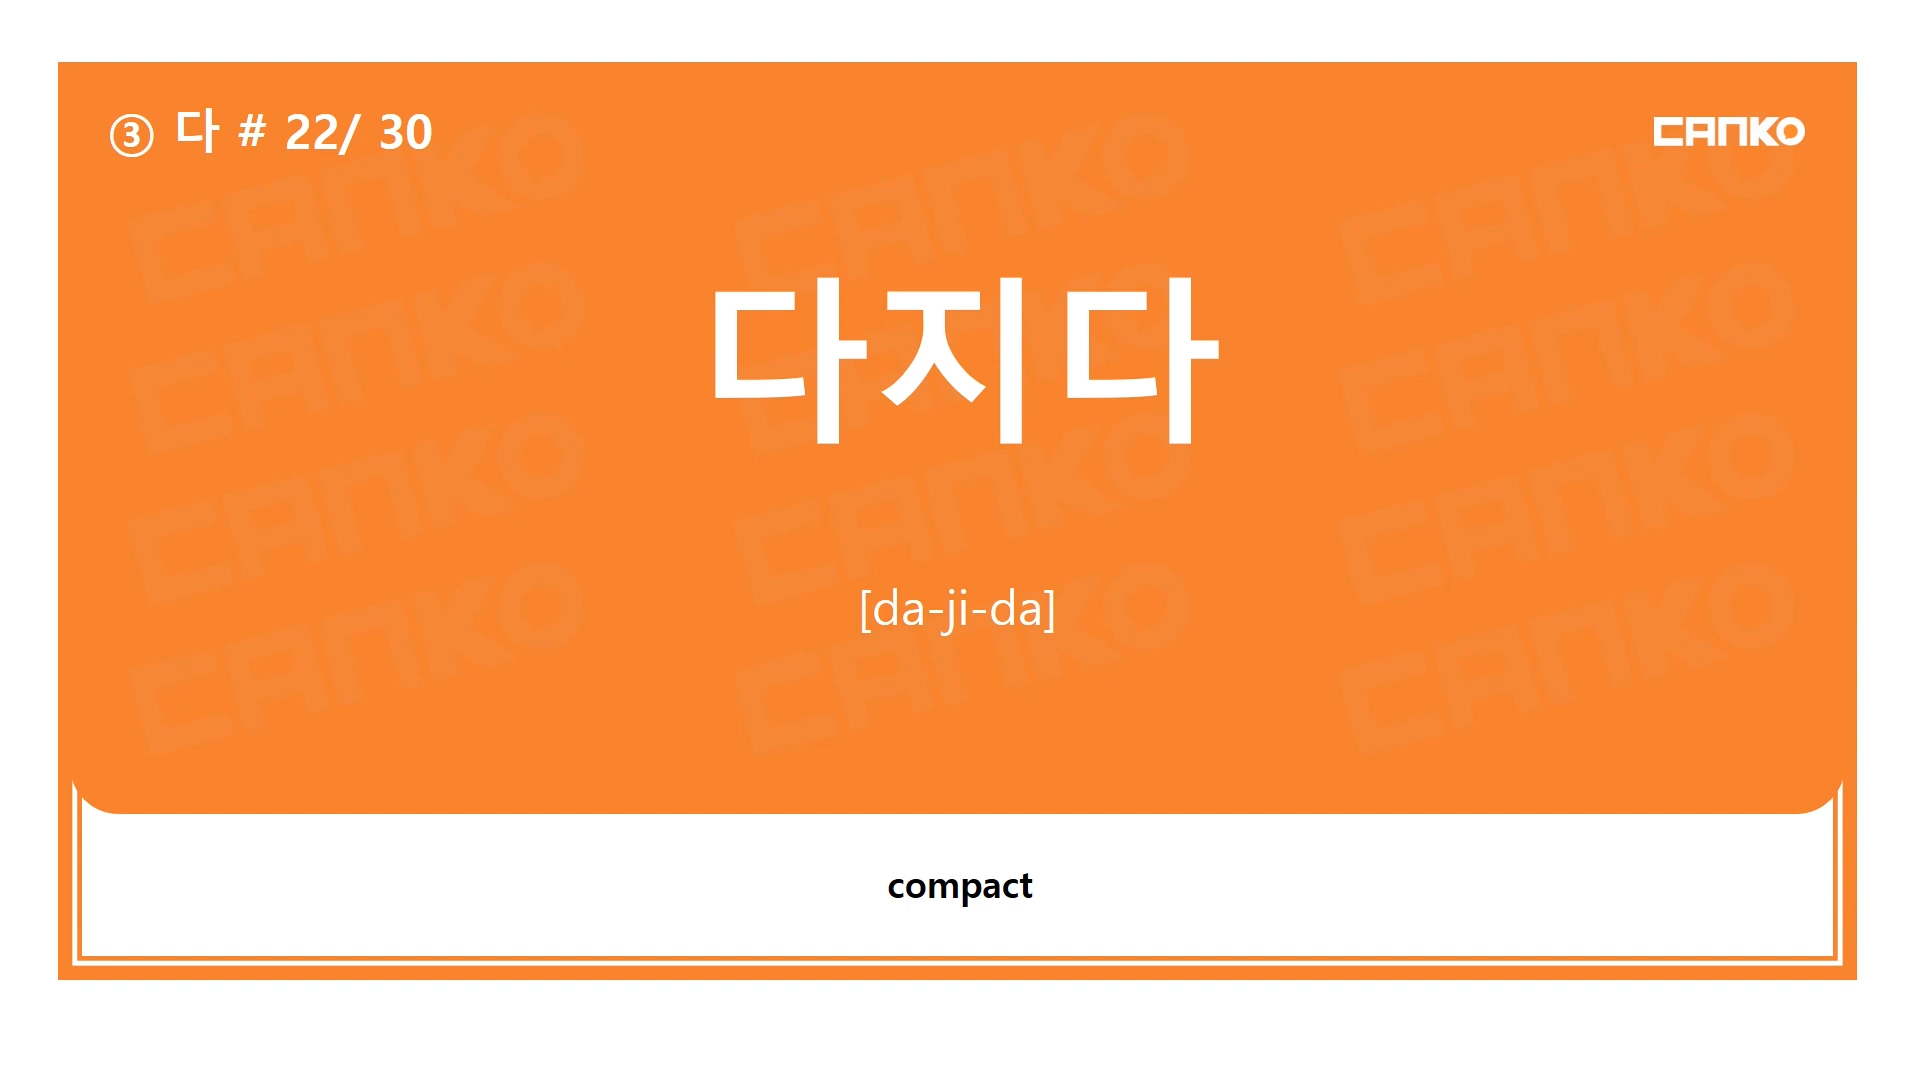 ③ 다 # 22/ 30
CANKO
다지다
[da-ji-da]
compact